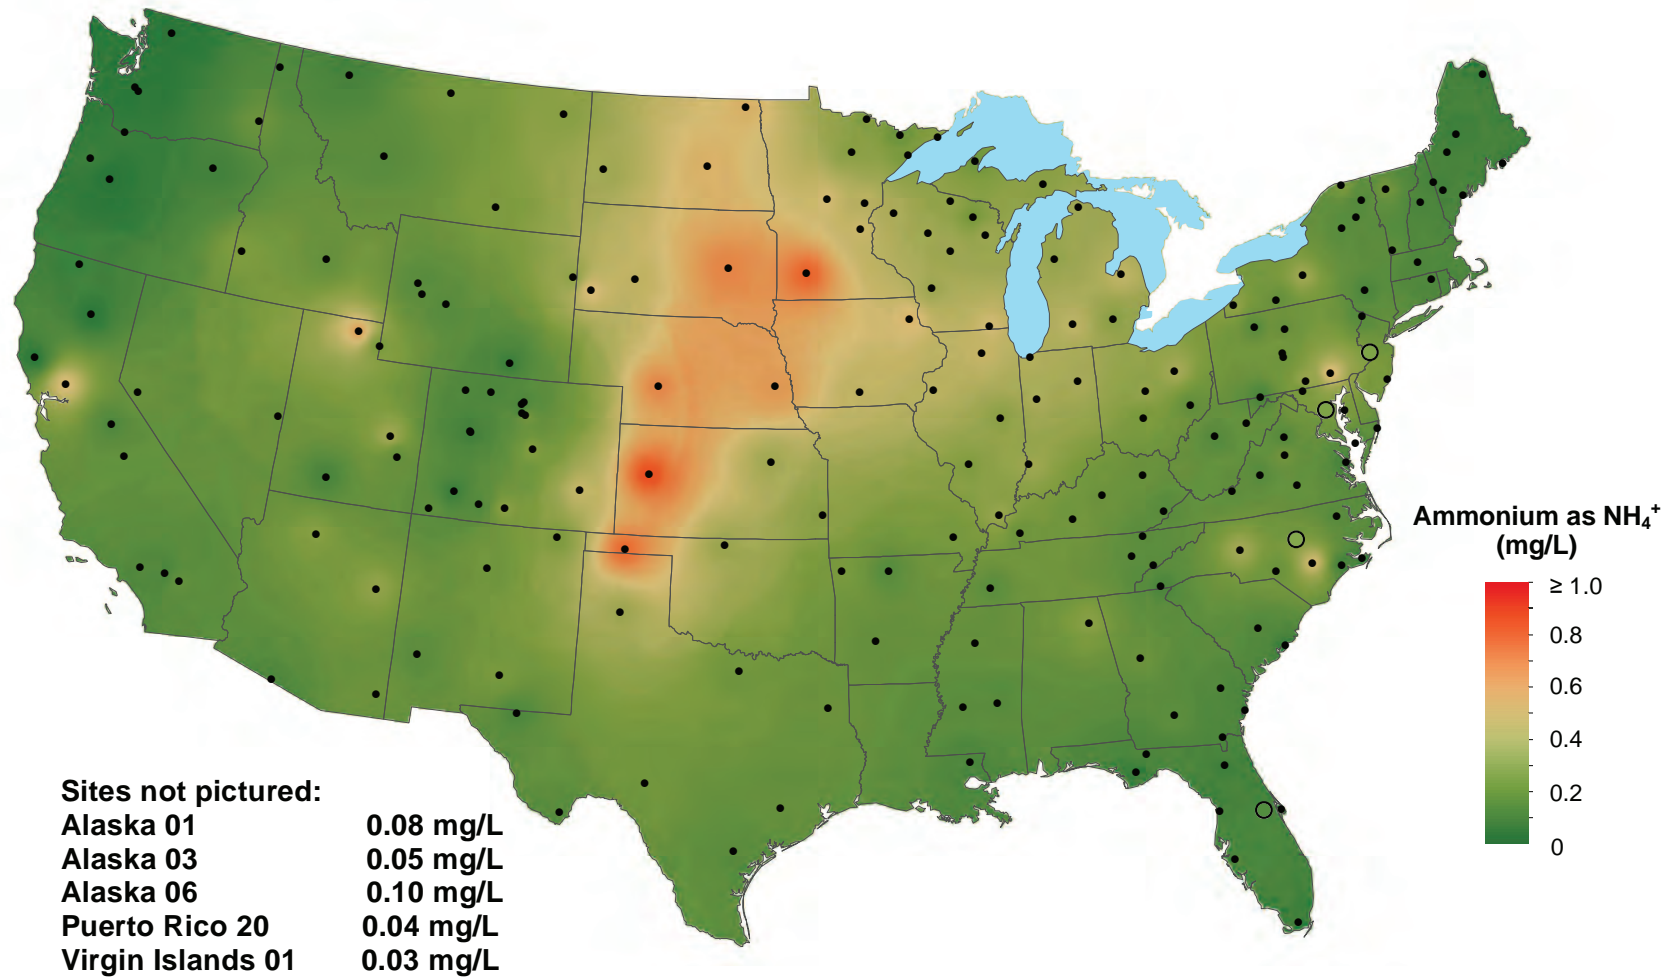 Ammonium as NH₄⁺
(mg/L)
≥ 1.0
0.8
0.6
0.4
0.2
0
Sites not pictured:
Alaska 01 0.08 mg/L
Alaska 03 0.05 mg/L
Alaska 06 0.10 mg/L
Puerto Rico 20 0.04 mg/L
Virgin Islands 01 0.03 mg/L